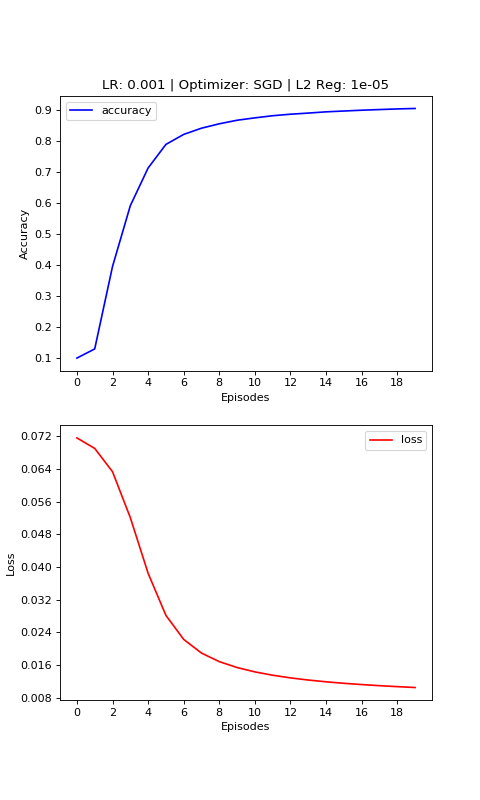 LR: 0.001 | Optimizer: SGD | L2 Reg: 1e-05
accuracy
0.9
0.8
0.7
0.6
0.5
0.4
0.3
0.2
0.1
Accuracy
0 2 4 6 8 10 12 14 16 18
Episodes
loss
0.072
0.064
0.056
0.048
0.040
0.032
0.024
0.016
0.008
Loss
0 2 4 6 8 10 12 14 16 18
Episodes